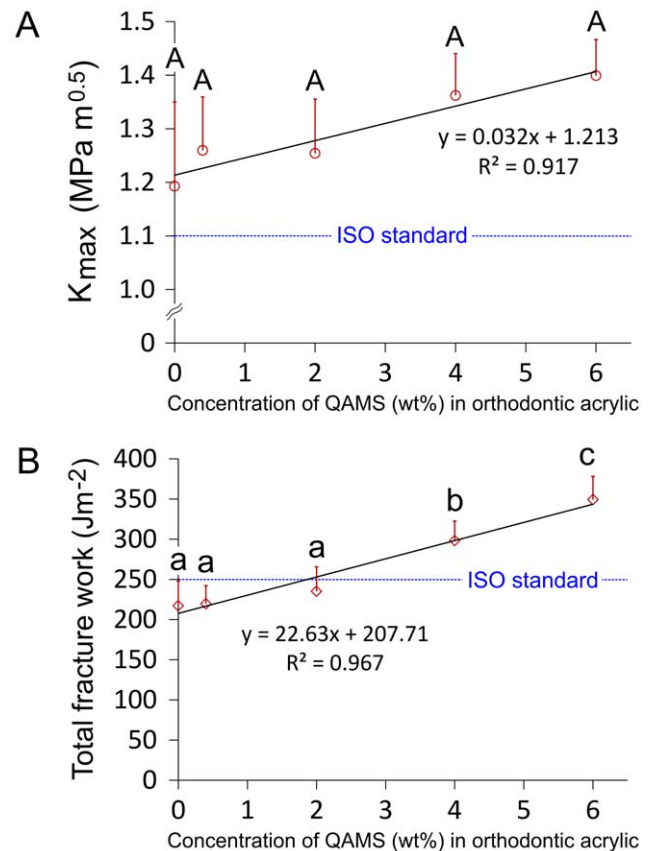 A
1.5
1.4
1.3
1.2
1.1
1.0
0
K_max (MPa m^0.5)
A A A A A
y = 0.032x + 1.213
R² = 0.917
ISO standard
0 1 2 3 4 5 6
Concentration of QAMS (wt%) in orthodontic acrylic
B
400
350
300
250
200
150
100
50
0
Total fracture work (Jm⁻²)
a a a b c
ISO standard
y = 22.63x + 207.71
R² = 0.967
0 1 2 3 4 5 6
Concentration of QAMS (wt%) in orthodontic acrylic